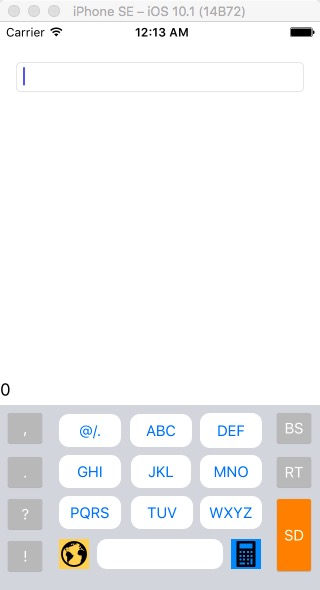 iPhone SE – iOS 10.1 (14B72)
Carrier 12:13 AM
0
, @/. ABC DEF BS
. GHI JKL MNO RT
? PQRS TUV WXYZ
SD
!